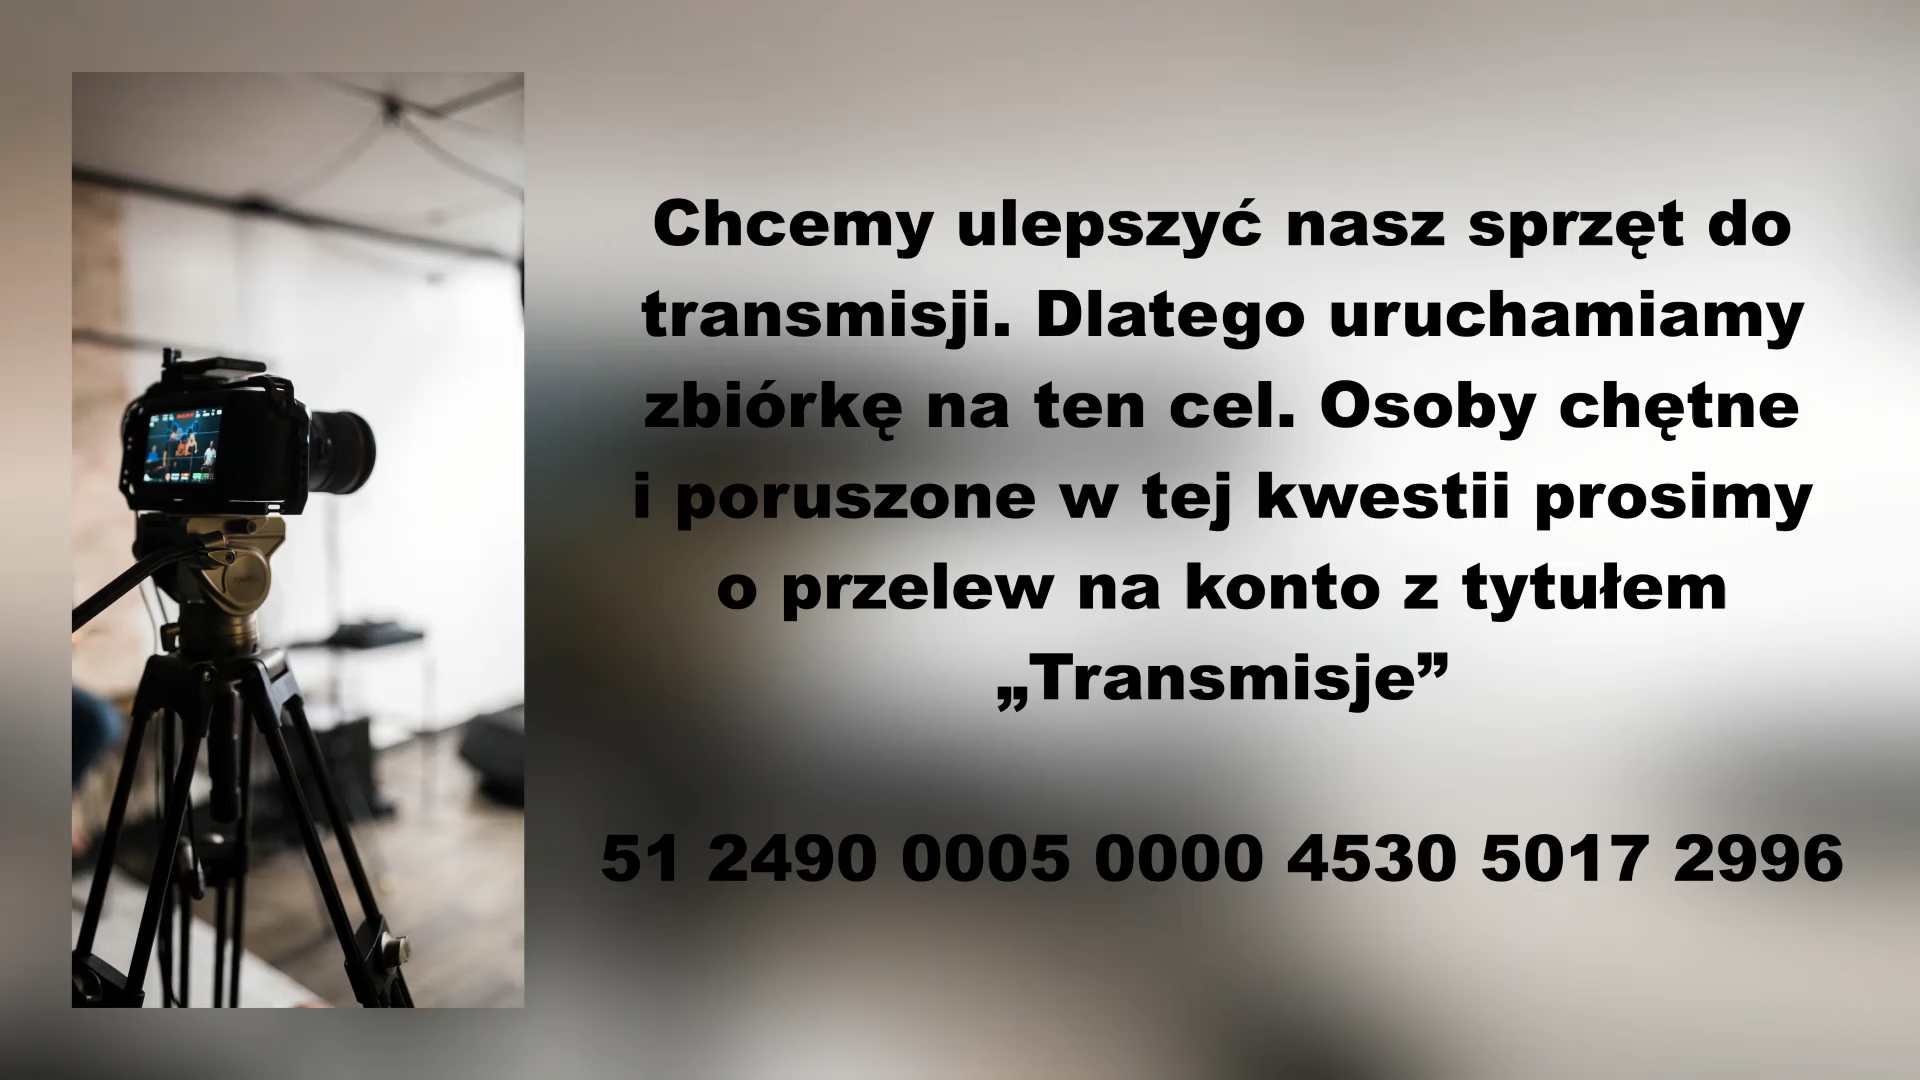 Chcemy ulepszyć nasz sprzęt do
transmisji. Dlatego uruchamiamy
zbiórkę na ten cel. Osoby chętne
i poruszone w tej kwestii prosimy
o przelew na konto z tytułem
„Transmisje”
51 2490 0005 0000 4530 5017 2996